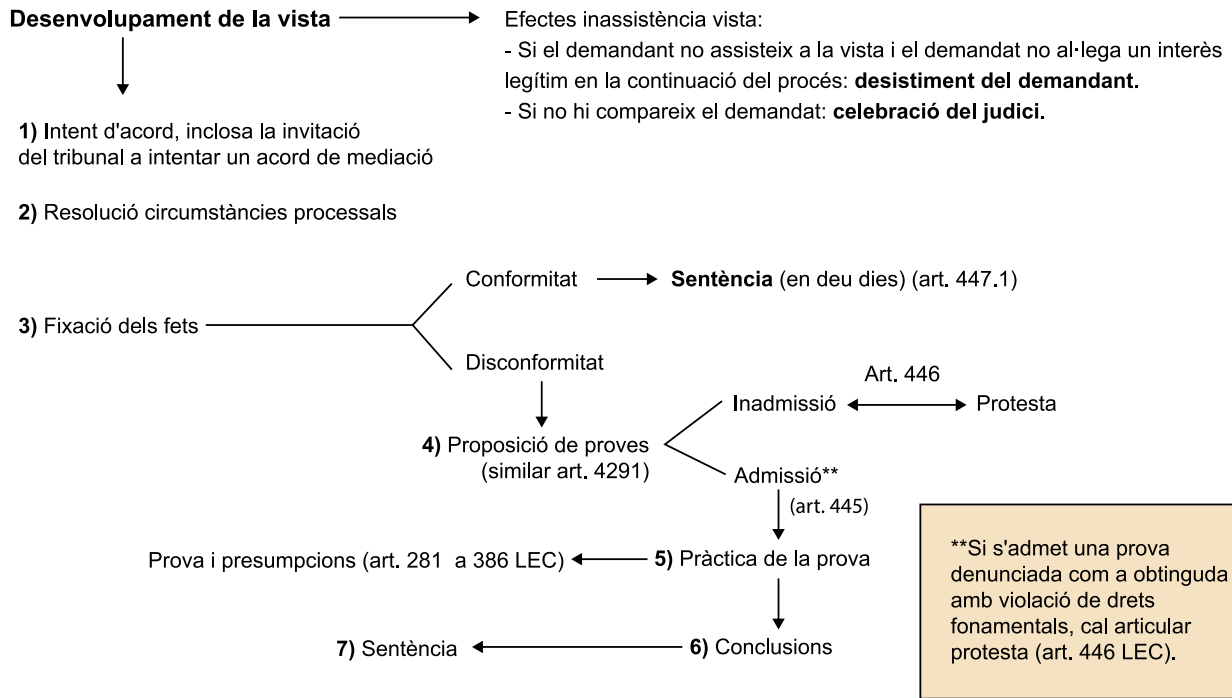 Desenvolupament de la vista
Efectes inassistència vista:
- Si el demandant no assisteix a la vista i el demandat no al·lega un interès
legítim en la continuació del procés: desistiment del demandant.
- Si no hi compareix el demandat: celebració del judici.
1) Intent d'acord, inclosa la invitació
del tribunal a intentar un acord de mediació
2) Resolució circumstàncies processals
3) Fixació dels fets
Conformitat
Sentència (en deu dies) (art. 447.1)
Disconformitat
4) Proposició de proves
(similar art. 4291)
Inadmissió
Art. 446
Protesta
Admissió**
(art. 445)
5) Pràctica de la prova
Prova i presumpcions (art. 281 a 386 LEC)
6) Conclusions
7) Sentència
**Si s'admet una prova
denunciada com a obtinguda
amb violació de drets
fonamentals, cal articular
protesta (art. 446 LEC).